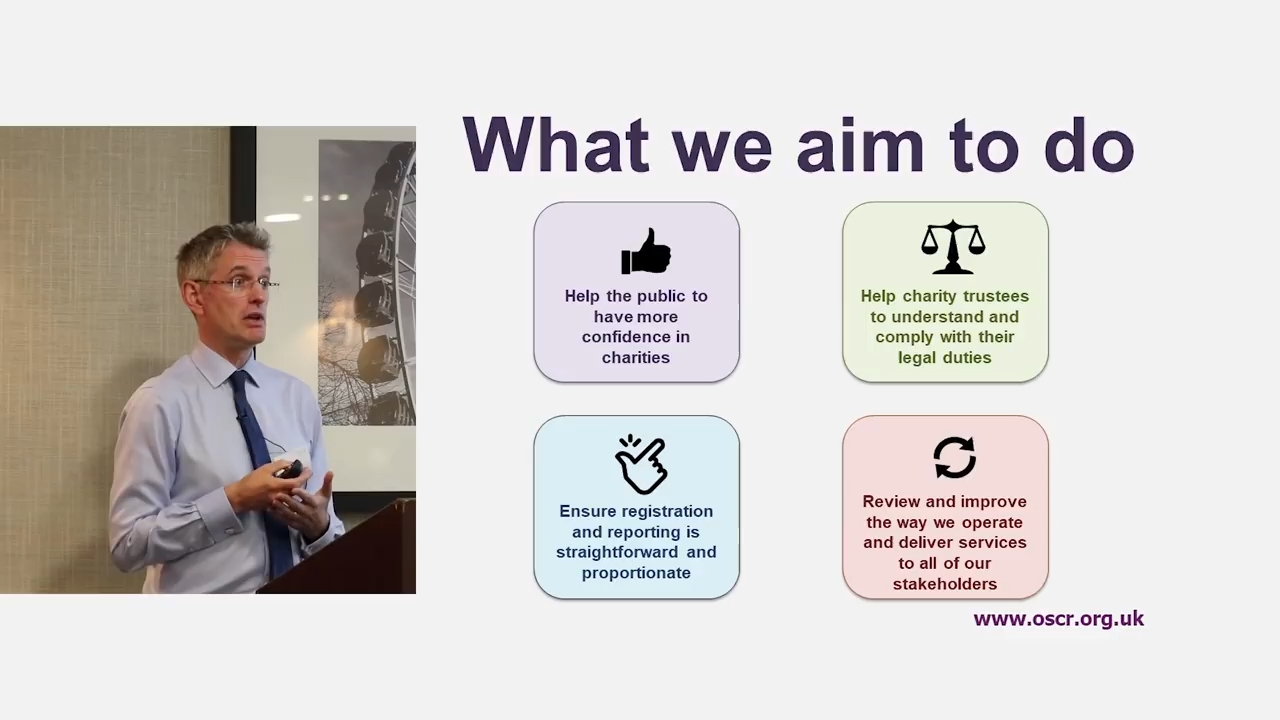 What we aim to do
Help the public to
have more
confidence in
charities
Help charity trustees
to understand and
comply with their
legal duties
Ensure registration
and reporting is
straightforward and
proportionate
Review and improve
the way we operate
and deliver services
to all of our
stakeholders
www.oscr.org.uk